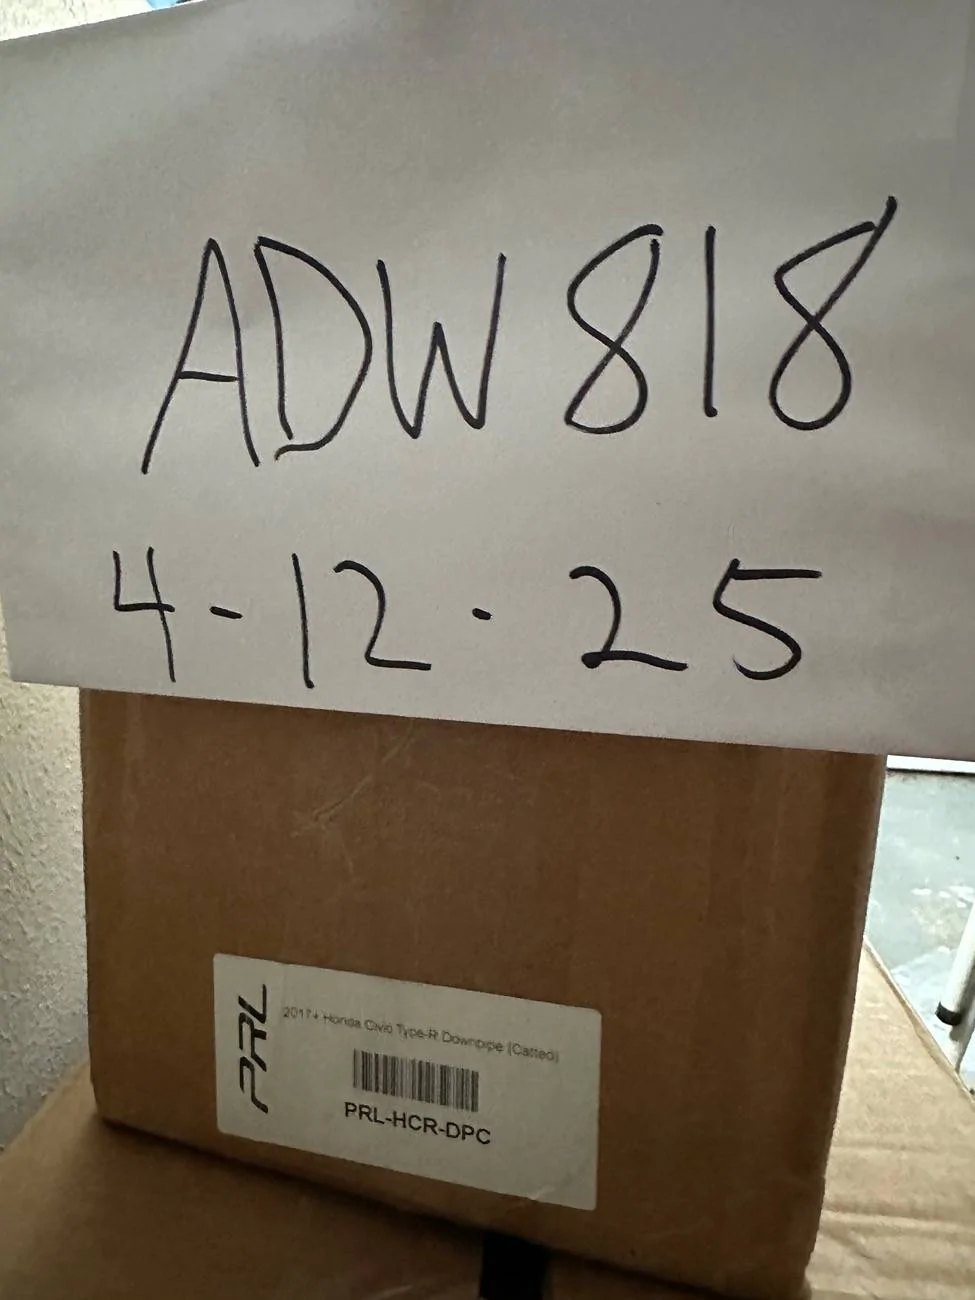 ADW818
4-12-25
PRL
2017+ Honda Civic Type-R Downpipe (Catted)
PRL-HCR-DPC